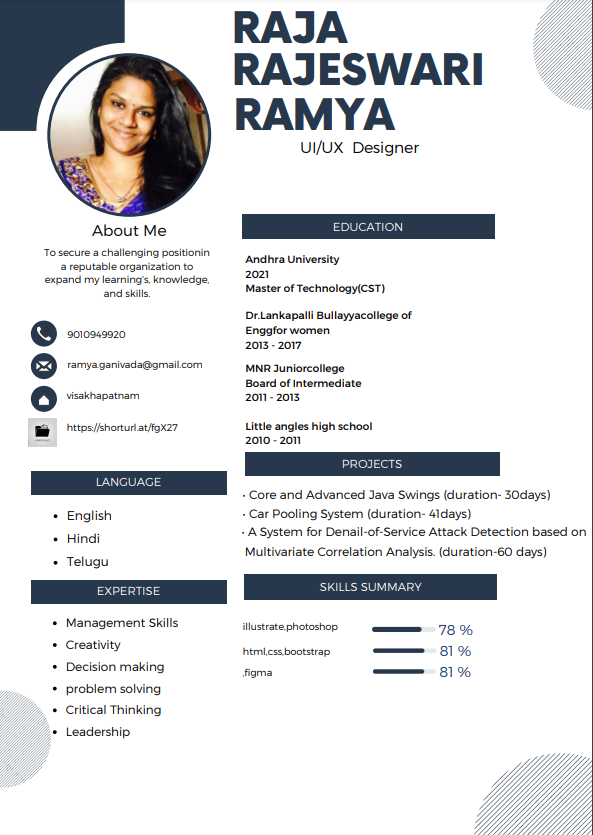 RAJA
RAJESWARI
RAMYA
UI/UX Designer
About Me
To secure a challenging positionin
a reputable organization to
expand my learning's, knowledge,
and skills.
9010949920
ramya.ganivada@gmail.com
visakhapatnam
https://shorturl.at/fgX27
LANGUAGE
English
Hindi
Telugu
EXPERTISE
Management Skills
Creativity
Decision making
problem solving
Critical Thinking
Leadership
EDUCATION
Andhra University
2021
Master of Technology(CST)
Dr.Lankapalli Bullayyacollege of
Enggfor women
2013 - 2017
MNR Juniorcollege
Board of Intermediate
2011 - 2013
Little angles high school
2010 - 2011
PROJECTS
• Core and Advanced Java Swings (duration- 30days)
• Car Pooling System (duration- 41days)
• A System for Denail-of-Service Attack Detection based on
Multivariate Correlation Analysis. (duration-60 days)
SKILLS SUMMARY
illustrate,photoshop 78 %
html,css,bootstrap 81 %
,figma 81 %